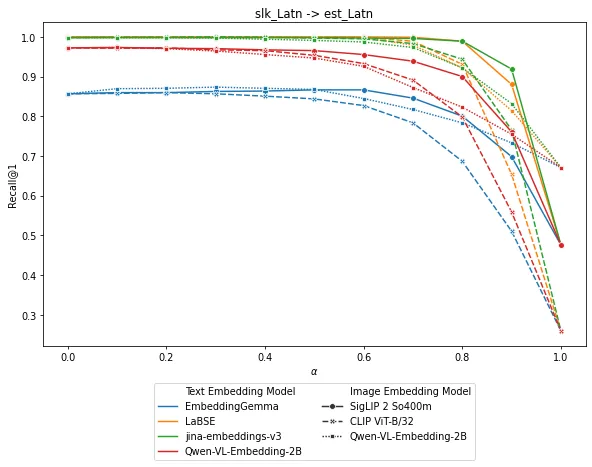 slk_Latn -> est_Latn
Recall@1
1.0
0.9
0.8
0.7
0.6
0.5
0.4
0.3
0.0 0.2 0.4 0.6 0.8 1.0
α
Text Embedding Model Image Embedding Model
EmbeddingGemma SigLIP 2 So400m
LaBSE CLIP ViT-B/32
jina-embeddings-v3 Qwen-VL-Embedding-2B
Qwen-VL-Embedding-2B